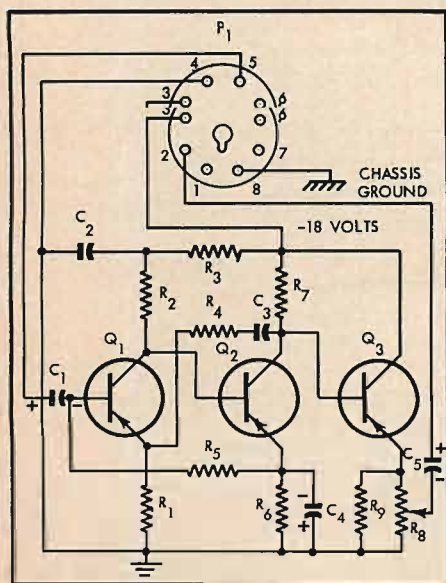 P1
4 5
3 6
3 6
2 7
1 8
CHASSIS
GROUND
-18 VOLTS
C2
R3
R2
R4 C3
R7
Q1
Q2
Q3
C1
+ -
R5
C5
+
-
R1
R6
-
+
C4
R9
R8